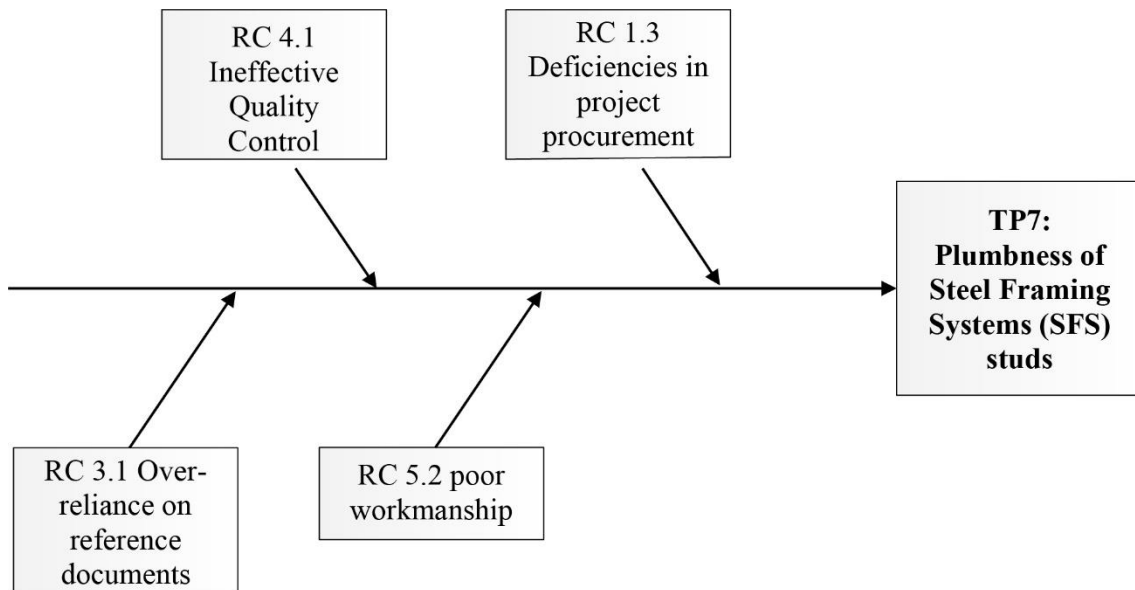 RC 4.1
Ineffective
Quality
Control
RC 1.3
Deficiencies in
project
procurement
TP7:
Plumbness of
Steel Framing
Systems (SFS)
studs
RC 3.1 Over-
reliance on
reference
documents
RC 5.2 poor
workmanship